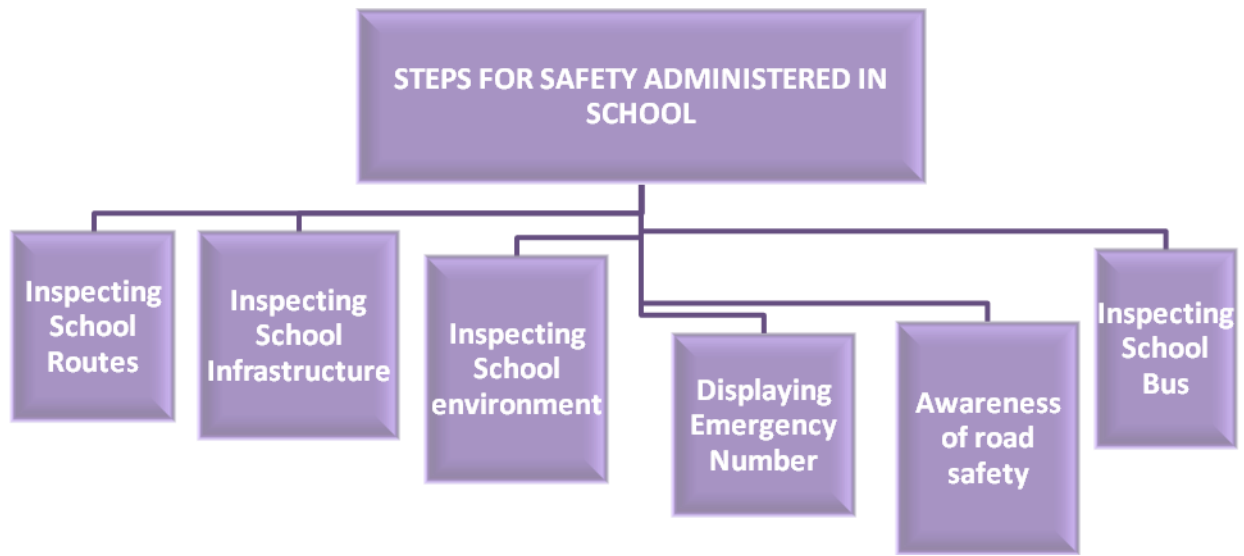 STEPS FOR SAFETY ADMINISTERED IN
SCHOOL
Inspecting
School
Routes
Inspecting
School
Infrastructure
Inspecting
School
environment
Displaying
Emergency
Number
Awareness
of road
safety
Inspecting
School
Bus